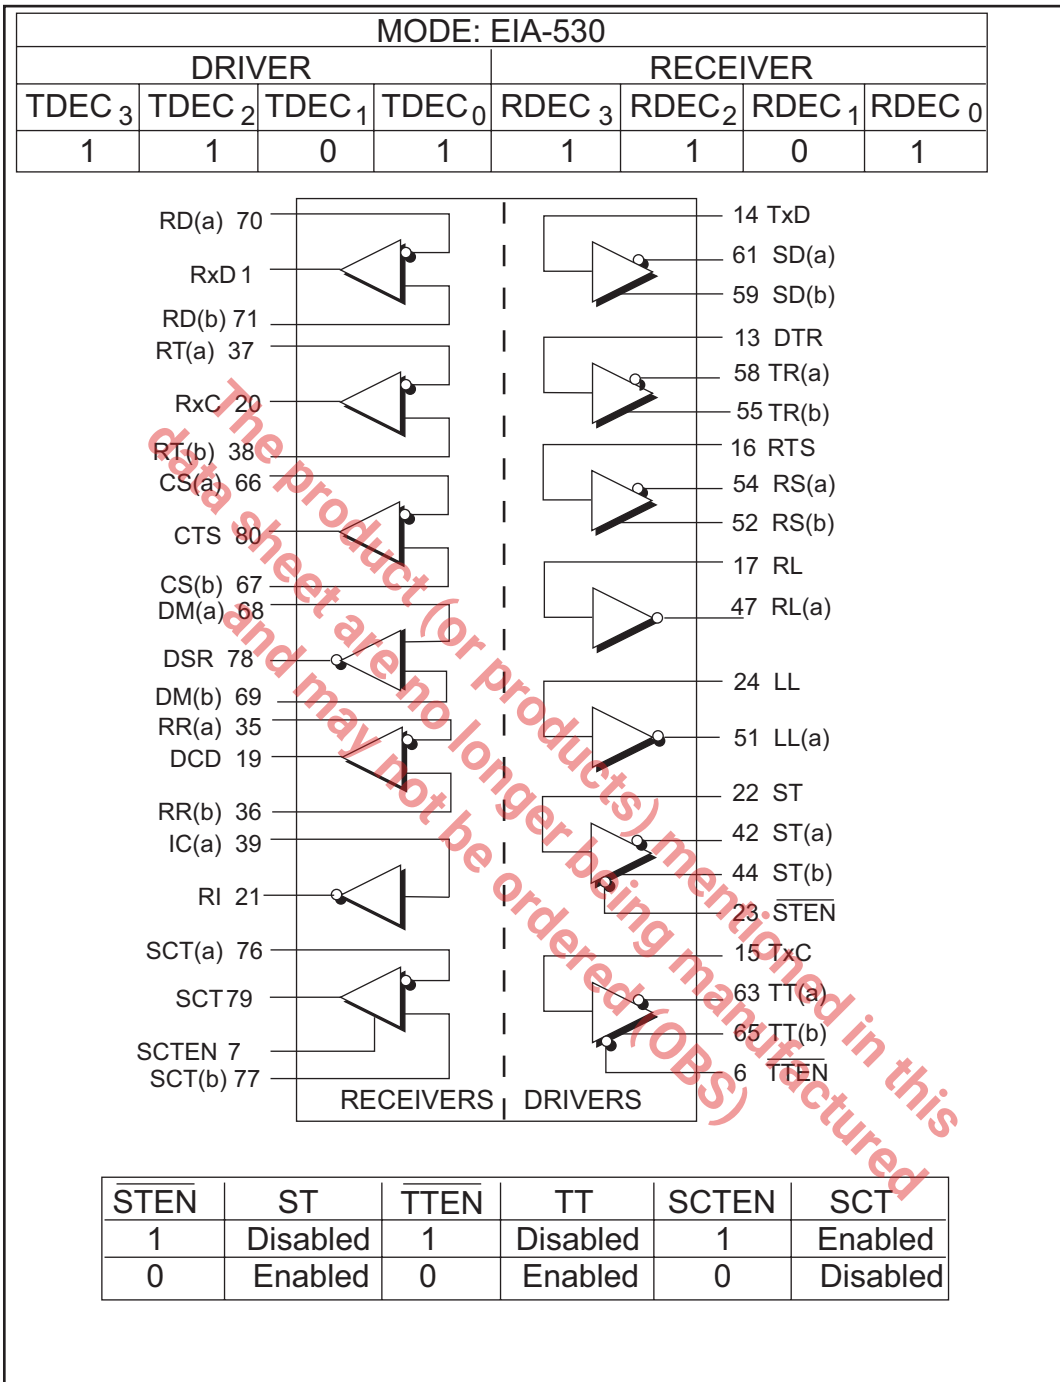 MODE: EIA-530
DRIVER RECEIVER
TDEC3 TDEC2 TDEC1 TDEC0 RDEC3 RDEC2 RDEC1 RDEC0
1 1 0 1 1 1 0 1
RD(a) 70
RxD 1
RD(b) 71
RT(a) 37
RxC 20
RT(b) 38
CS(a) 66
CTS 80
CS(b) 67
DM(a) 68
DSR 78
DM(b) 69
RR(a) 35
DCD 19
RR(b) 36
IC(a) 39
RI 21
SCT(a) 76
SCT79
SCTEN 7
SCT(b) 77
RECEIVERS
14 TxD
61 SD(a)
59 SD(b)
13 DTR
58 TR(a)
55 TR(b)
16 RTS
54 RS(a)
52 RS(b)
17 RL
47 RL(a)
24 LL
51 LL(a)
22 ST
42 ST(a)
44 ST(b)
23 STEN
15 TxC
63 TT(a)
65 TT(b)
6 TTEN
DRIVERS
The product (or products) mentioned in this
data sheet are no longer being manufactured
and may not be ordered (OBS)
STEN ST TTEN TT SCTEN SCT
1 Disabled 1 Disabled 1 Enabled
0 Enabled 0 Enabled 0 Disabled